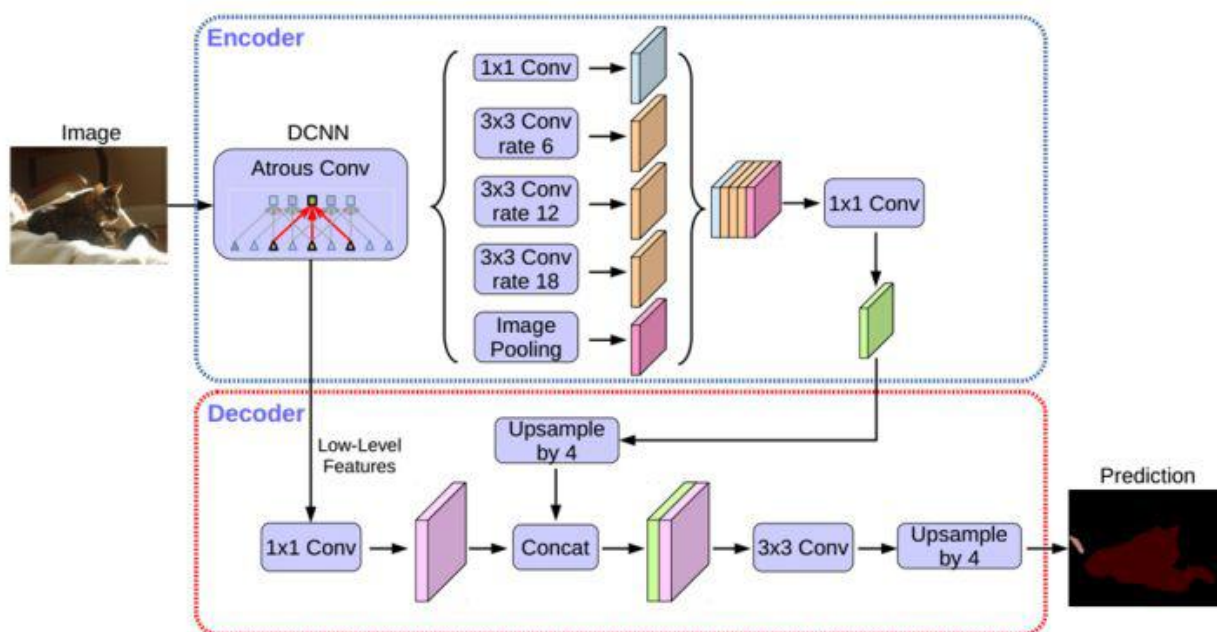 Encoder
Image
DCNN
Atrous Conv
1x1 Conv
3x3 Conv
rate 6
3x3 Conv
rate 12
3x3 Conv
rate 18
Image
Pooling
1x1 Conv
Decoder
Low-Level
Features
Upsample
by 4
1x1 Conv
Concat
3x3 Conv
Upsample
by 4
Prediction